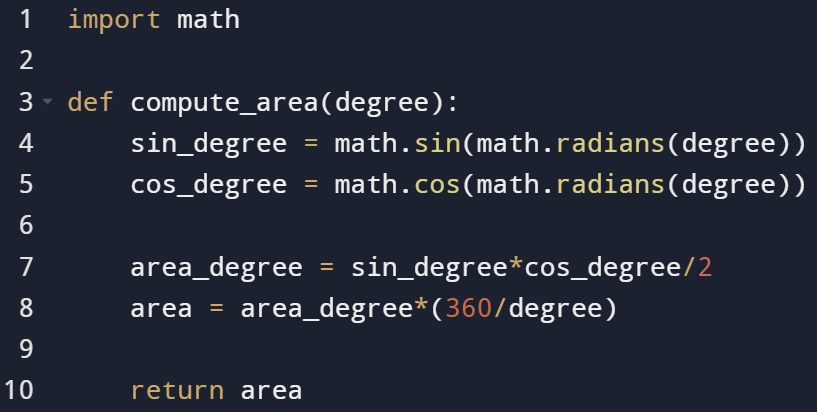 1 import math
2
3 def compute_area(degree):
4 sin_degree = math.sin(math.radians(degree))
5 cos_degree = math.cos(math.radians(degree))
6
7 area_degree = sin_degree*cos_degree/2
8 area = area_degree*(360/degree)
9
10 return area